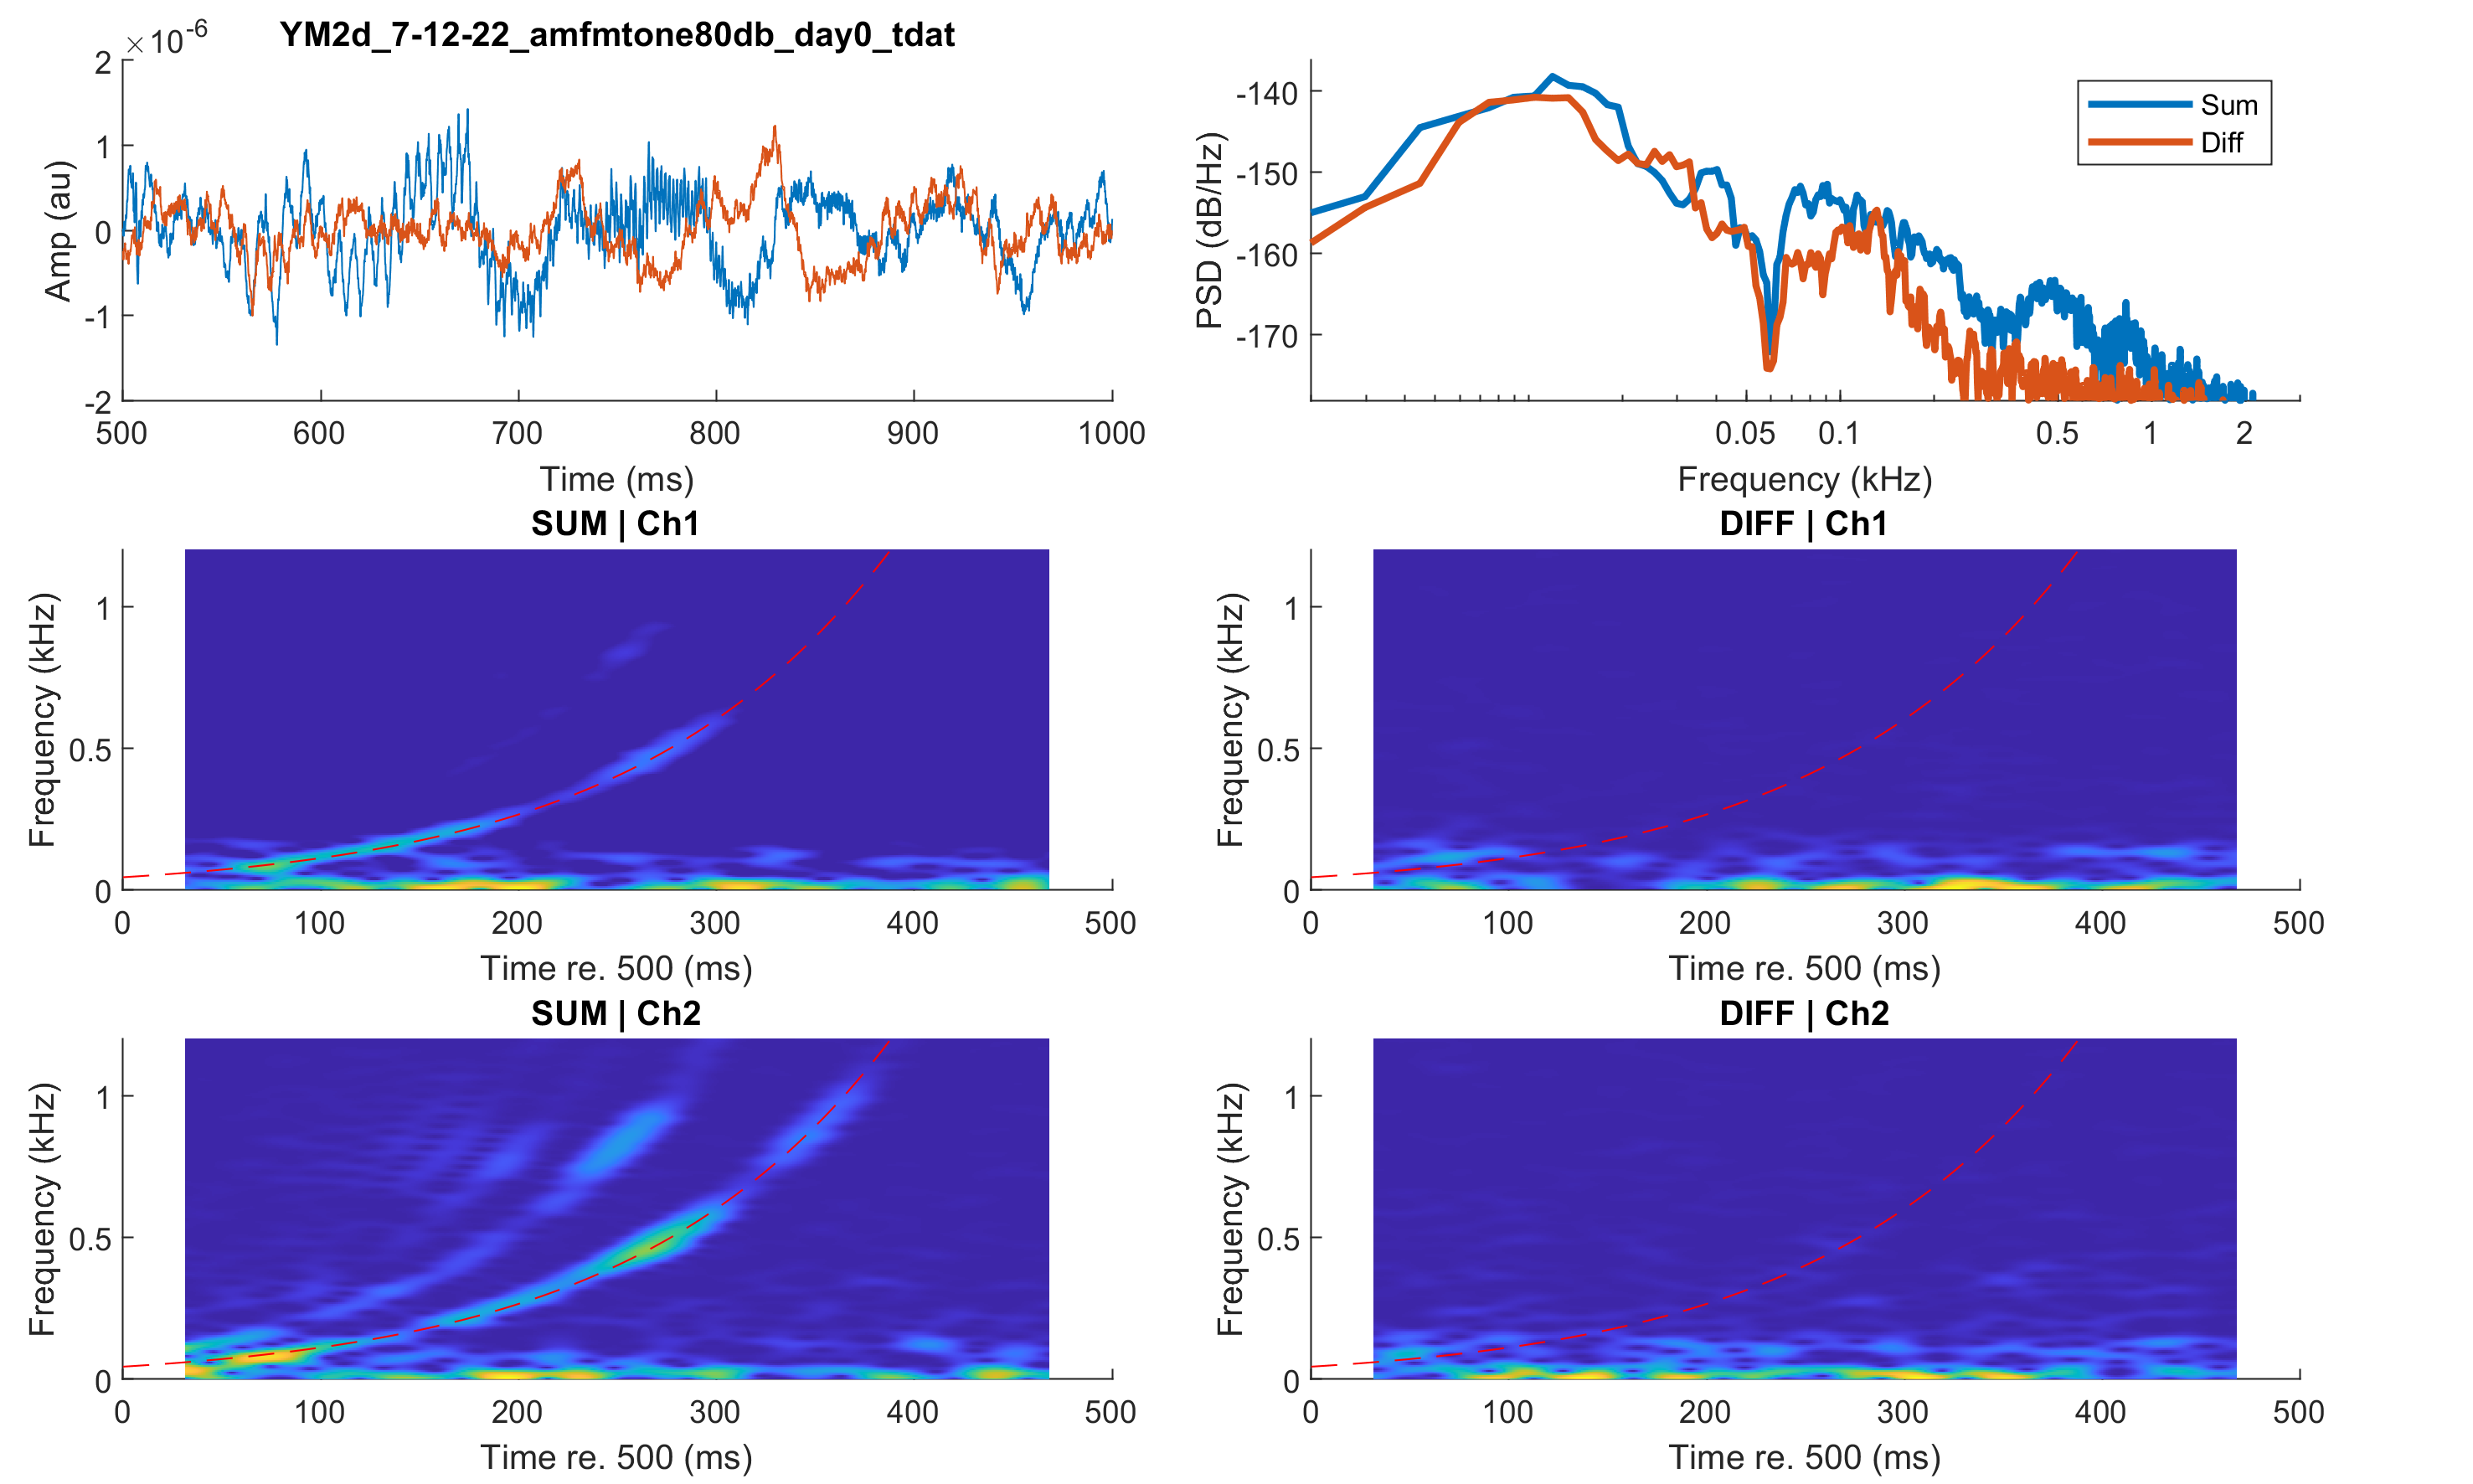 YM2d_7-12-22_amfmtone80db_day0_tdat
×10-6
2
1
0
-1
-2
Amp (au)
500 600 700 800 900 1000
Time (ms)
-140
-150
-160
-170
PSD (dB/Hz)
Sum
Diff
0.05 0.1 0.5 1 2
Frequency (kHz)
SUM | Ch1
1
0.5
0
Frequency (kHz)
0 100 200 300 400 500
Time re. 500 (ms)
DIFF | Ch1
1
0.5
0
Frequency (kHz)
0 100 200 300 400 500
Time re. 500 (ms)
SUM | Ch2
1
0.5
0
Frequency (kHz)
0 100 200 300 400 500
Time re. 500 (ms)
DIFF | Ch2
1
0.5
0
Frequency (kHz)
0 100 200 300 400 500
Time re. 500 (ms)